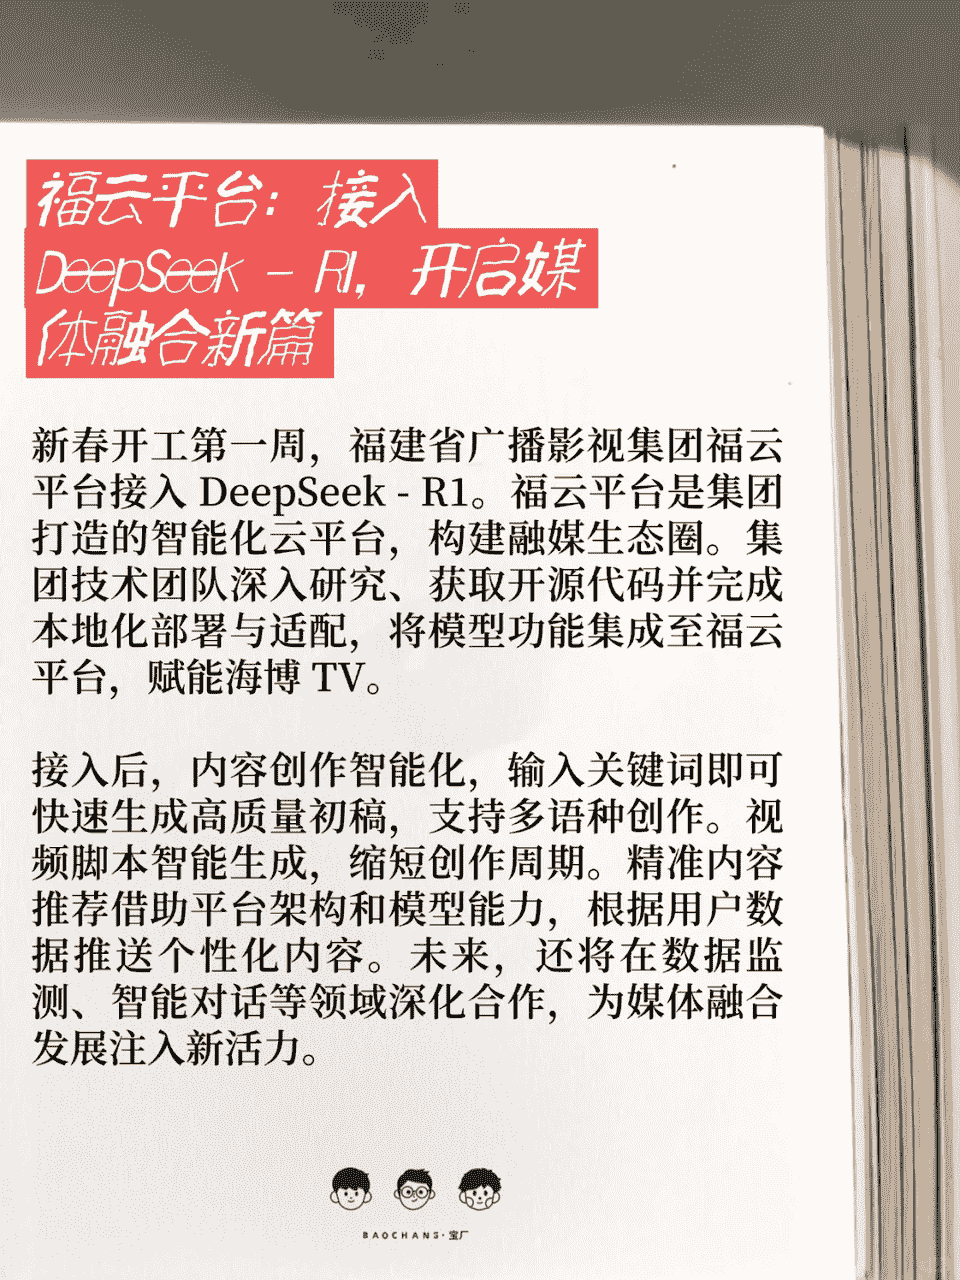 福云平台：接入
DeepSeek - R1，开启媒
体融合新篇
新春开工第一周，福建省广播影视集团福云
平台接入 DeepSeek - R1。福云平台是集团
打造的智能化云平台，构建融媒生态圈。集
团技术团队深入研究、获取开源代码并完成
本地化部署与适配，将模型功能集成至福云
平台，赋能海博 TV。
接入后，内容创作智能化，输入关键词即可
快速生成高质量初稿，支持多语种创作。视
频脚本智能生成，缩短创作周期。精准内容
推荐借助平台架构和模型能力，根据用户数
据推送个性化内容。未来，还将在数据监
测、智能对话等领域深化合作，为媒体融合
发展注入新活力。
BAOCHANG·宝厂